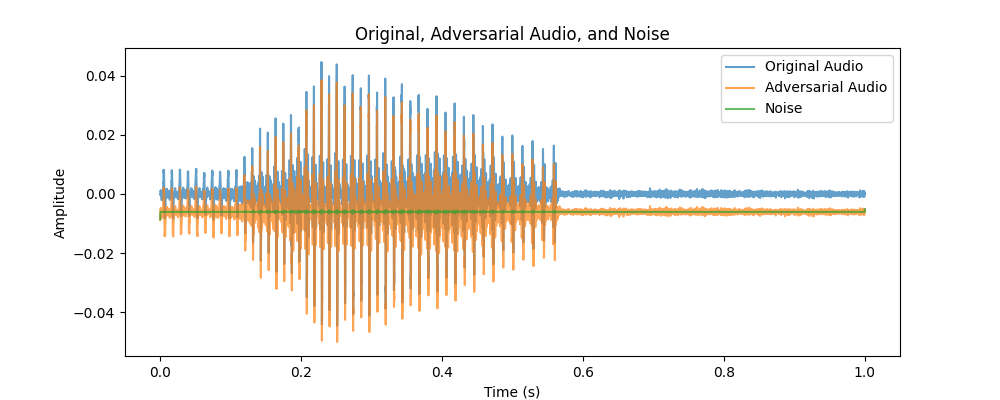 Original, Adversarial Audio, and Noise
Original Audio
Adversarial Audio
Noise
Amplitude
0.04
0.02
0.00
−0.02
−0.04
0.0
0.2
0.4
0.6
0.8
1.0
Time (s)